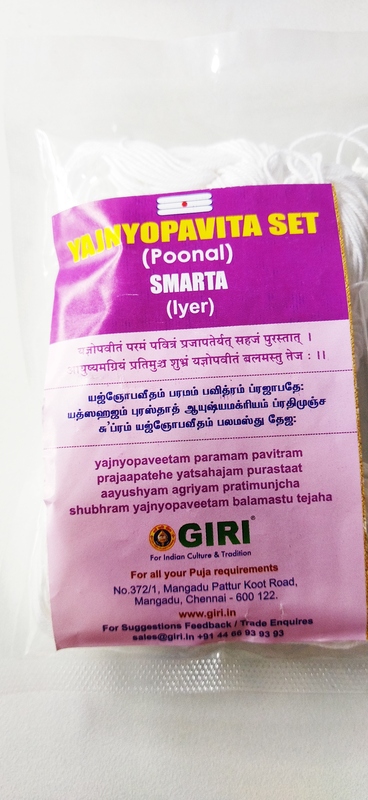 YAJNYOPAVITA SET
(Poonal)
SMARTA
(Iyer)
यज्ञोपवीतं परमं पवित्रं प्रजापतेर्यत् सहजं पुरस्तात् ।
आयुष्यमग्रियं प्रतिमुञ्च शुभ्रं यज्ञोपवीतं बलमस्तु तेजः ।।
யஜ்ஞோபவீதம் பரமம் பவித்ரம் ப்ரஜாபதே:
யத்ஸஹஜம் புரஸ்தாத் ஆயுஷ்யமக்ரியம் ப்ரதிமுஞ்ச
சு'ப்ரம் யஜ்ஞோபவீதம் பலமஸ்து தேஜ:
yajnyopaveetam paramam pavitram
prajaapatehe yatsahajam purastaat
aayushyam agriyam pratimunjcha
shubhram yajnyopaveetam balamastu tejaha
GIRI®
For Indian Culture & Tradition
For all your Puja requirements
No.372/1, Mangadu Pattur Koot Road,
Mangadu, Chennai - 600 122.
www.giri.in
For Suggestions Feedback / Trade Enquires
sales@giri.in +91 44 66 93 93 93